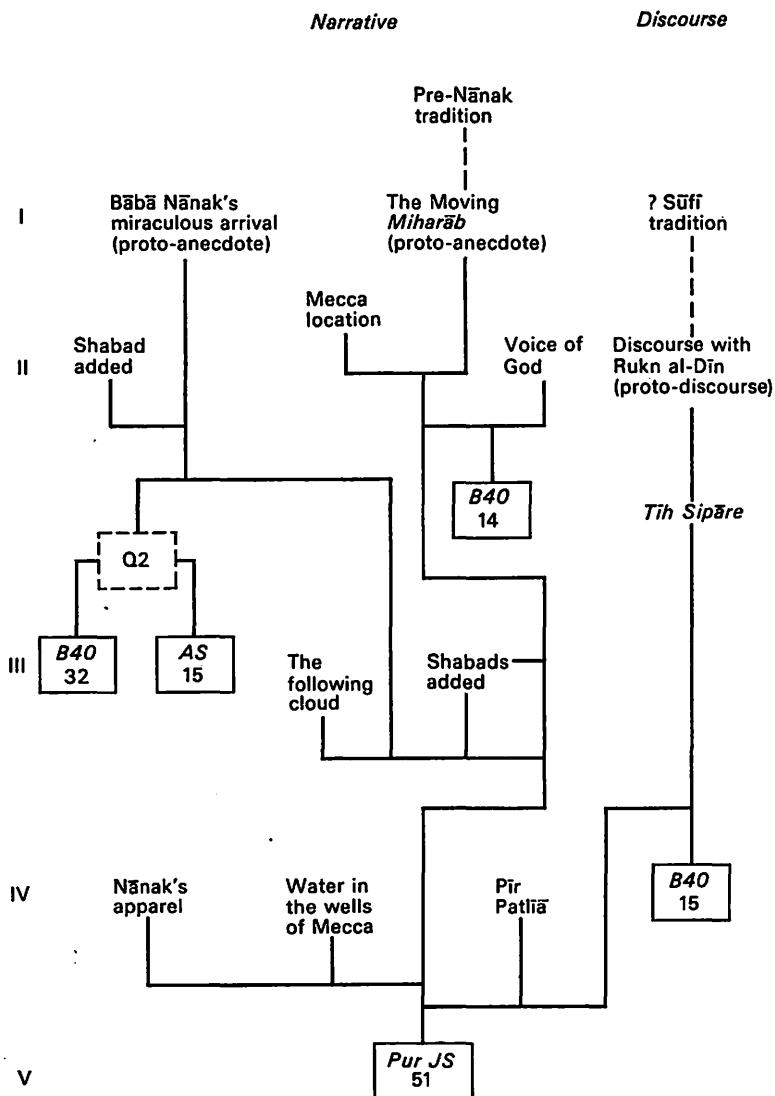 Narrative
Discourse
Pre-Nānak
tradition
I
Bābā Nānak's
miraculous arrival
(proto-anecdote)
The Moving
Miharāb
(proto-anecdote)
? Sūfī
tradition
Mecca
location
II
Shabad
added
Voice of
God
Discourse with
Rukn al-Dīn
(proto-discourse)
B40
14
Tīh Sipāre
Q2
III
B40
32
AS
15
The
following
cloud
Shabads
added
IV
Nānak's
apparel
Water in
the wells
of Mecca
Pīr
Patlīā
B40
15
V
Pur JS
51